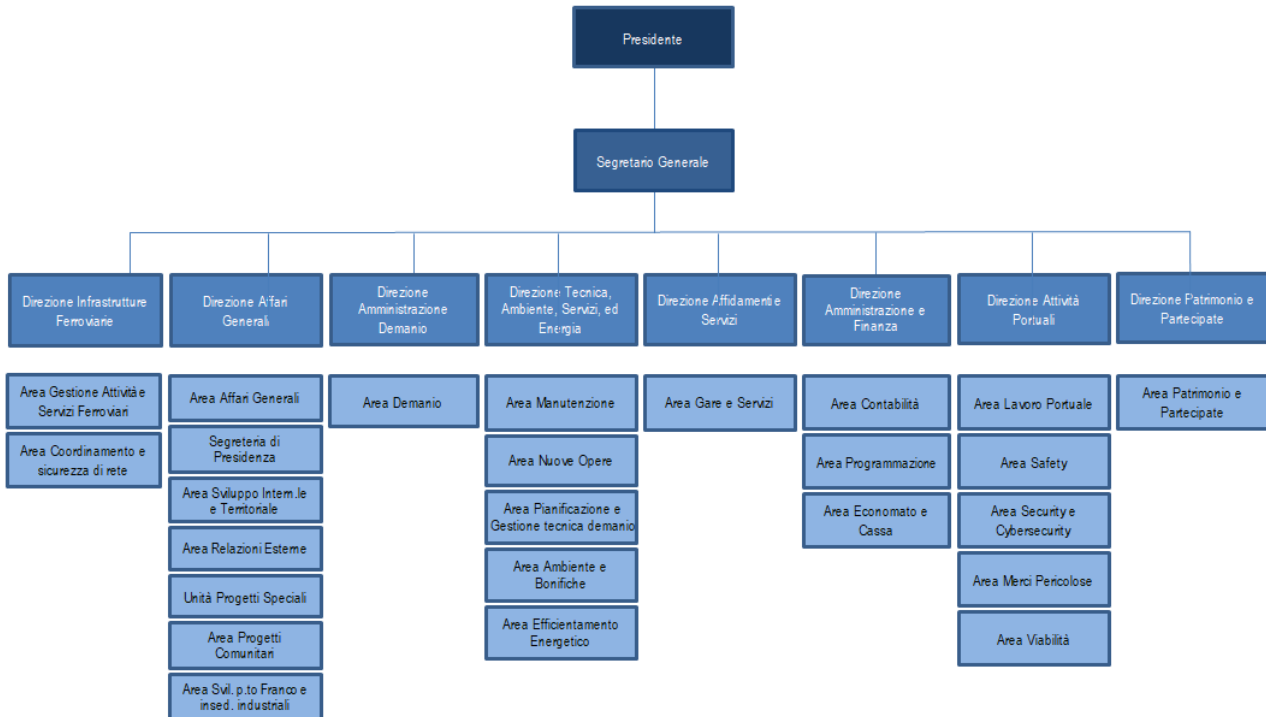 Presidente
Segretario Generale
Direzione Infrastrutture
Ferroviarie
Direzione Affari
Generali
Direzione
Amministrazione
Demanio
Direzione Tecnica,
Ambiente, Servizi, ed
Energia
Direzione Affidamenti e
Servizi
Direzione
Amministrazione e
Finanza
Direzione Attività
Portuali
Direzione Patrimonio e
Partecipate
Area Gestione Attività e
Servizi Ferroviari
Area Coordinamento e
sicurezza di rete
Area Affari Generali
Segreteria di
Presidenza
Area Sviluppo Intern.le
e Territoriale
Area Relazioni Esterne
Unità Progetti Speciali
Area Progetti
Comunitari
Area Svil. p.to Franco e
insed. industriali
Area Demanio
Area Manutenzione
Area Nuove Opere
Area Pianificazione e
Gestione tecnica demanio
Area Ambiente e
Bonifiche
Area Efficientamento
Energetico
Area Gare e Servizi
Area Contabilità
Area Programmazione
Area Economato e
Cassa
Area Lavoro Portuale
Area Safety
Area Security e
Cybersecurity
Area Merci Pericolose
Area Viabilità
Area Patrimonio e
Partecipate